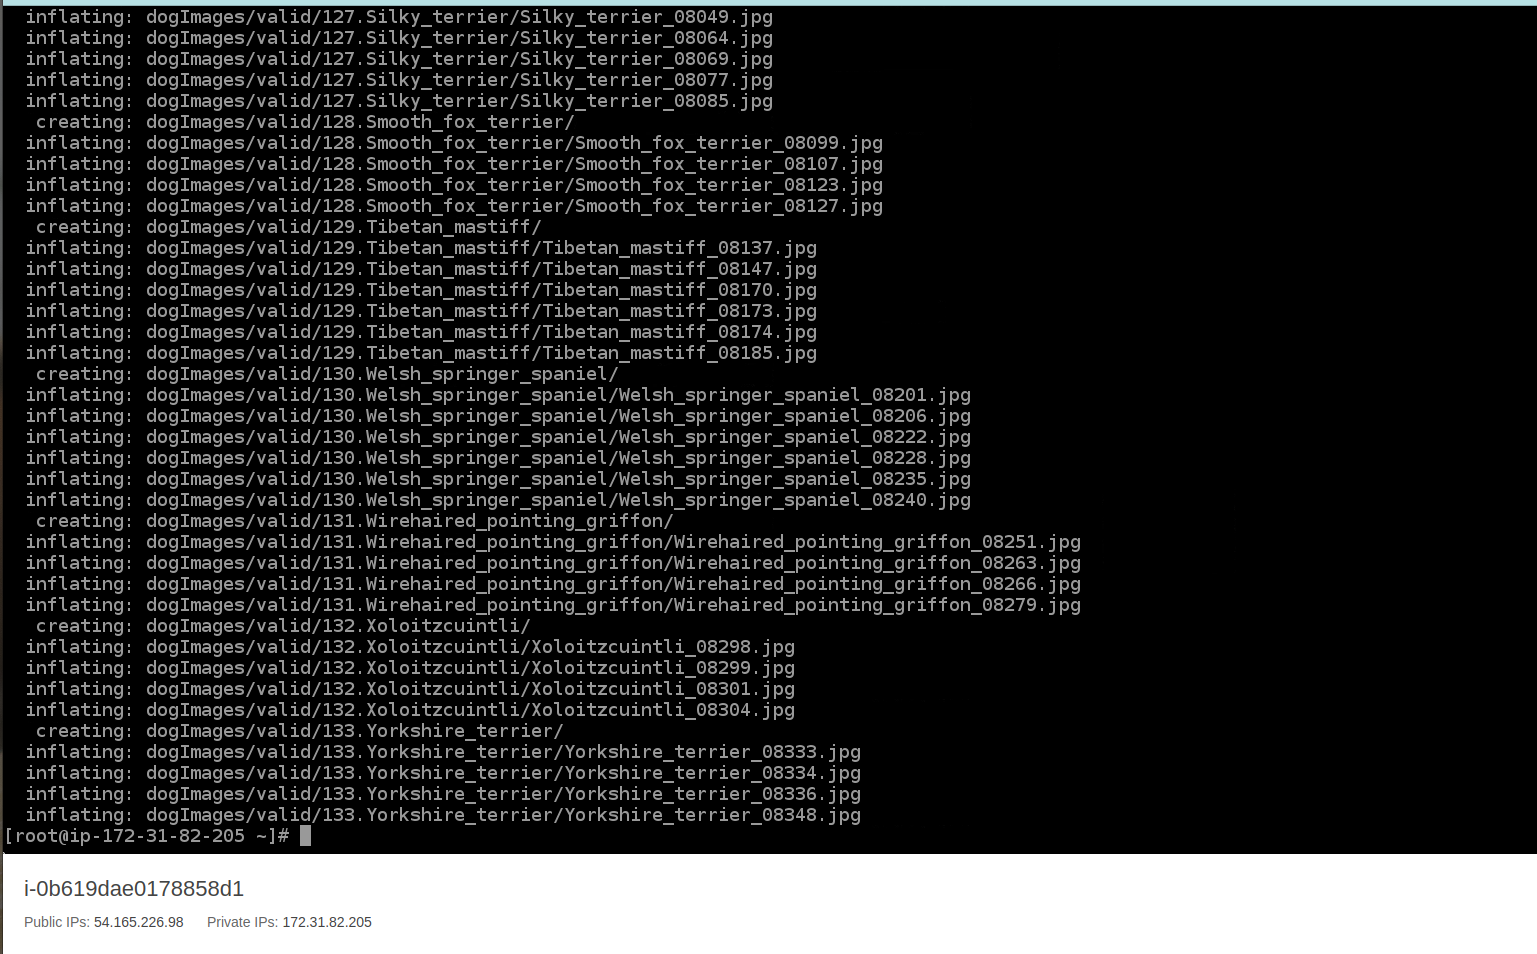 inflating: dogImages/valid/127.Silky_terrier/Silky_terrier_08049.jpg
inflating: dogImages/valid/127.Silky_terrier/Silky_terrier_08064.jpg
inflating: dogImages/valid/127.Silky_terrier/Silky_terrier_08069.jpg
inflating: dogImages/valid/127.Silky_terrier/Silky_terrier_08077.jpg
inflating: dogImages/valid/127.Silky_terrier/Silky_terrier_08085.jpg
creating: dogImages/valid/128.Smooth_fox_terrier/
inflating: dogImages/valid/128.Smooth_fox_terrier/Smooth_fox_terrier_08099.jpg
inflating: dogImages/valid/128.Smooth_fox_terrier/Smooth_fox_terrier_08107.jpg
inflating: dogImages/valid/128.Smooth_fox_terrier/Smooth_fox_terrier_08123.jpg
inflating: dogImages/valid/128.Smooth_fox_terrier/Smooth_fox_terrier_08127.jpg
creating: dogImages/valid/129.Tibetan_mastiff/
inflating: dogImages/valid/129.Tibetan_mastiff/Tibetan_mastiff_08137.jpg
inflating: dogImages/valid/129.Tibetan_mastiff/Tibetan_mastiff_08147.jpg
inflating: dogImages/valid/129.Tibetan_mastiff/Tibetan_mastiff_08170.jpg
inflating: dogImages/valid/129.Tibetan_mastiff/Tibetan_mastiff_08173.jpg
inflating: dogImages/valid/129.Tibetan_mastiff/Tibetan_mastiff_08174.jpg
inflating: dogImages/valid/129.Tibetan_mastiff/Tibetan_mastiff_08185.jpg
creating: dogImages/valid/130.Welsh_springer_spaniel/
inflating: dogImages/valid/130.Welsh_springer_spaniel/Welsh_springer_spaniel_08201.jpg
inflating: dogImages/valid/130.Welsh_springer_spaniel/Welsh_springer_spaniel_08206.jpg
inflating: dogImages/valid/130.Welsh_springer_spaniel/Welsh_springer_spaniel_08222.jpg
inflating: dogImages/valid/130.Welsh_springer_spaniel/Welsh_springer_spaniel_08228.jpg
inflating: dogImages/valid/130.Welsh_springer_spaniel/Welsh_springer_spaniel_08235.jpg
inflating: dogImages/valid/130.Welsh_springer_spaniel/Welsh_springer_spaniel_08240.jpg
creating: dogImages/valid/131.Wirehaired_pointing_griffon/
inflating: dogImages/valid/131.Wirehaired_pointing_griffon/Wirehaired_pointing_griffon_08251.jpg
inflating: dogImages/valid/131.Wirehaired_pointing_griffon/Wirehaired_pointing_griffon_08263.jpg
inflating: dogImages/valid/131.Wirehaired_pointing_griffon/Wirehaired_pointing_griffon_08266.jpg
inflating: dogImages/valid/131.Wirehaired_pointing_griffon/Wirehaired_pointing_griffon_08279.jpg
creating: dogImages/valid/132.Xoloitzcuintli/
inflating: dogImages/valid/132.Xoloitzcuintli/Xoloitzcuintli_08298.jpg
inflating: dogImages/valid/132.Xoloitzcuintli/Xoloitzcuintli_08299.jpg
inflating: dogImages/valid/132.Xoloitzcuintli/Xoloitzcuintli_08301.jpg
inflating: dogImages/valid/132.Xoloitzcuintli/Xoloitzcuintli_08304.jpg
creating: dogImages/valid/133.Yorkshire_terrier/
inflating: dogImages/valid/133.Yorkshire_terrier/Yorkshire_terrier_08333.jpg
inflating: dogImages/valid/133.Yorkshire_terrier/Yorkshire_terrier_08334.jpg
inflating: dogImages/valid/133.Yorkshire_terrier/Yorkshire_terrier_08336.jpg
inflating: dogImages/valid/133.Yorkshire_terrier/Yorkshire_terrier_08348.jpg
[root@ip-172-31-82-205 ~]#
i-0b619dae0178858d1
Public IPs: 54.165.226.98 Private IPs: 172.31.82.205